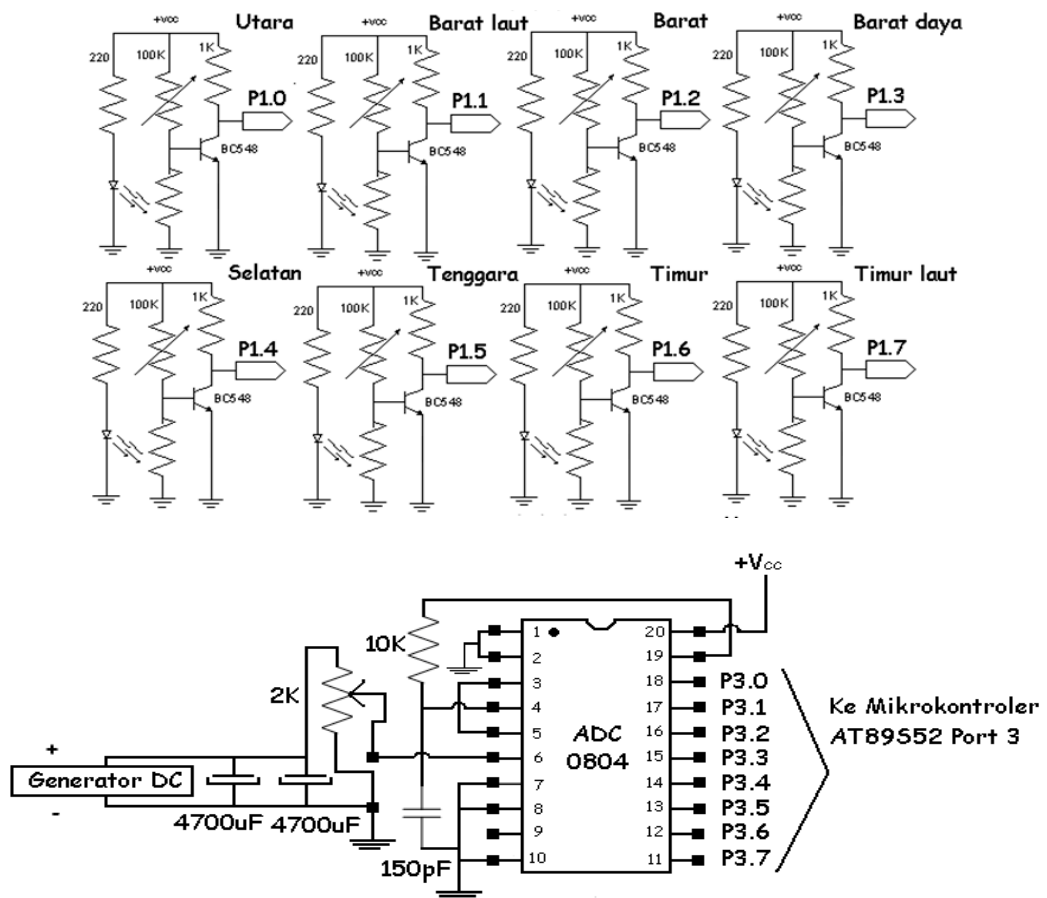 +Vcc Utara
220
100K
1K
P1.0
BC548
+Vcc Barat laut
220
100K
1K
P1.1
BC548
+Vcc Barat
220
100K
1K
P1.2
BC548
+Vcc Barat daya
220
100K
1K
P1.3
BC548
+Vcc Selatan
220
100K
1K
P1.4
BC548
+Vcc Tenggara
220
100K
1K
P1.5
BC548
+Vcc Timur
220
100K
1K
P1.6
BC548
+Vcc Timur laut
220
100K
1K
P1.7
BC548
+Vcc
10K
2K
+
Generator DC
-
4700uF 4700uF
150pF
1 20
2 19
3 18 P3.0
4 17 P3.1
5 16 P3.2
6 15 P3.3
7 14 P3.4
8 13 P3.5
9 12 P3.6
10 11 P3.7
ADC
0804
Ke Mikrokontroler
AT89S52 Port 3